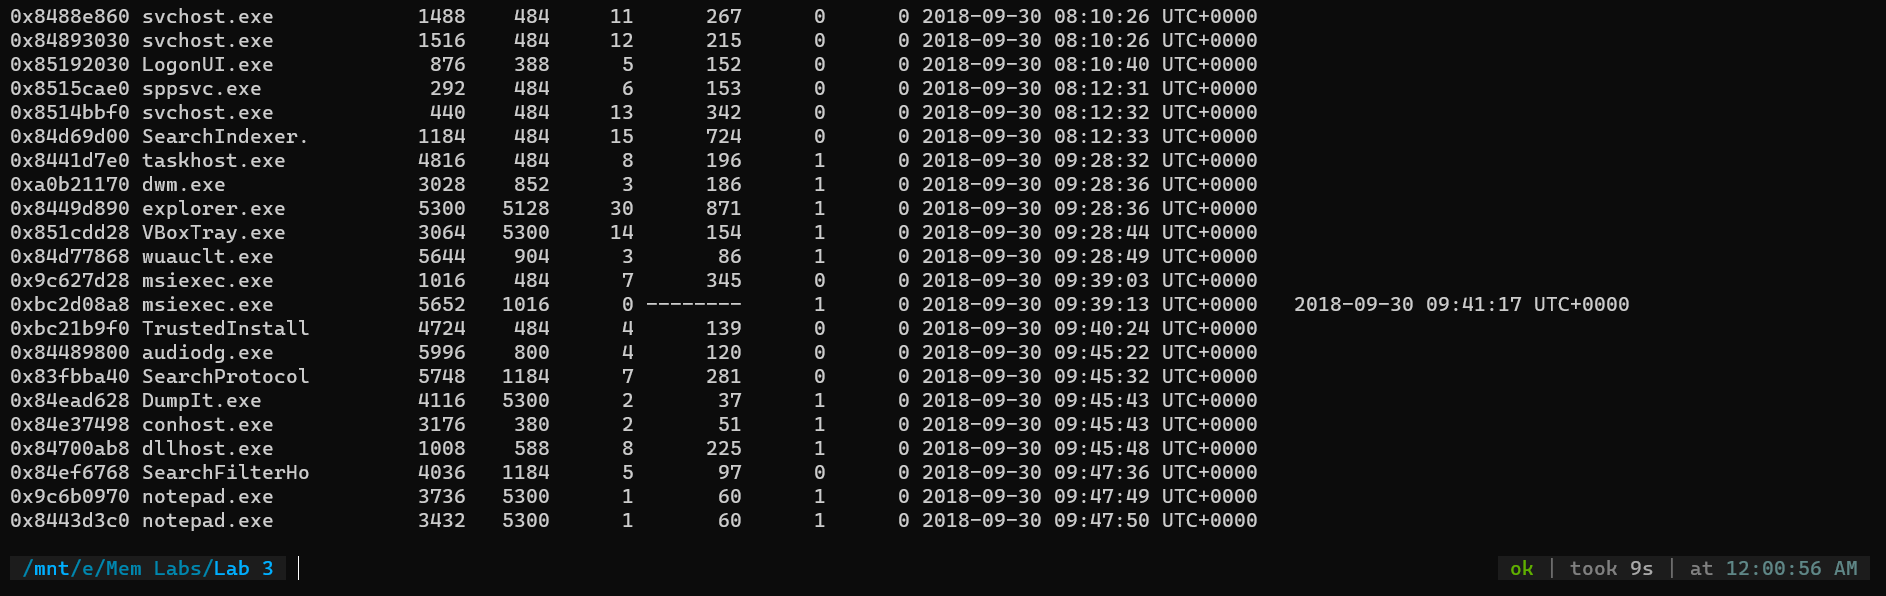 0x8488e860 svchost.exe 1488 484 11 267 0 0 2018-09-30 08:10:26 UTC+0000
0x84893030 svchost.exe 1516 484 12 215 0 0 2018-09-30 08:10:26 UTC+0000
0x85192030 LogonUI.exe 876 388 5 152 0 0 2018-09-30 08:10:40 UTC+0000
0x8515cae0 sppsvc.exe 292 484 6 153 0 0 2018-09-30 08:12:31 UTC+0000
0x8514bbf0 svchost.exe 440 484 13 342 0 0 2018-09-30 08:12:32 UTC+0000
0x84d69d00 SearchIndexer. 1184 484 15 724 0 0 2018-09-30 08:12:33 UTC+0000
0x8441d7e0 taskhost.exe 4816 484 8 196 1 0 2018-09-30 09:28:32 UTC+0000
0xa0b21170 dwm.exe 3028 852 3 186 1 0 2018-09-30 09:28:36 UTC+0000
0x8449d890 explorer.exe 5300 5128 30 871 1 0 2018-09-30 09:28:36 UTC+0000
0x851cdd28 VBoxTray.exe 3064 5300 14 154 1 0 2018-09-30 09:28:44 UTC+0000
0x84d77868 wuauclt.exe 5644 904 3 86 1 0 2018-09-30 09:28:49 UTC+0000
0x9c627d28 msiexec.exe 1016 484 7 345 0 0 2018-09-30 09:39:03 UTC+0000
0xbc2d08a8 msiexec.exe 5652 1016 0 -------- 1 0 2018-09-30 09:39:13 UTC+0000 2018-09-30 09:41:17 UTC+0000
0xbc21b9f0 TrustedInstall 4724 484 4 139 0 0 2018-09-30 09:40:24 UTC+0000
0x84489800 audiodg.exe 5996 800 4 120 0 0 2018-09-30 09:45:22 UTC+0000
0x83fbba40 SearchProtocol 5748 1184 7 281 0 0 2018-09-30 09:45:32 UTC+0000
0x84ead628 DumpIt.exe 4116 5300 2 37 1 0 2018-09-30 09:45:43 UTC+0000
0x84e37498 conhost.exe 3176 380 2 51 1 0 2018-09-30 09:45:43 UTC+0000
0x84700ab8 dllhost.exe 1008 588 8 225 1 0 2018-09-30 09:45:48 UTC+0000
0x84ef6768 SearchFilterHo 4036 1184 5 97 0 0 2018-09-30 09:47:36 UTC+0000
0x9c6b0970 notepad.exe 3736 5300 1 60 1 0 2018-09-30 09:47:49 UTC+0000
0x8443d3c0 notepad.exe 3432 5300 1 60 1 0 2018-09-30 09:47:50 UTC+0000
/mnt/e/Mem Labs/Lab 3 ok | took 9s | at 12:00:56 AM